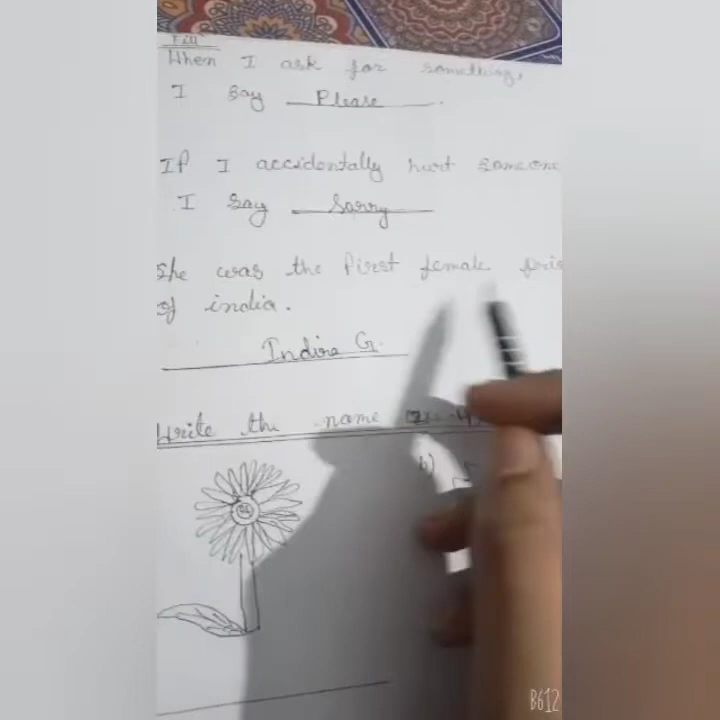 Fill
When I ask for something,
I say Please.
If I accidentally hurt someone
I say Sorry
She was the first female
of india.
Indira G.
Write the name
b)
B612